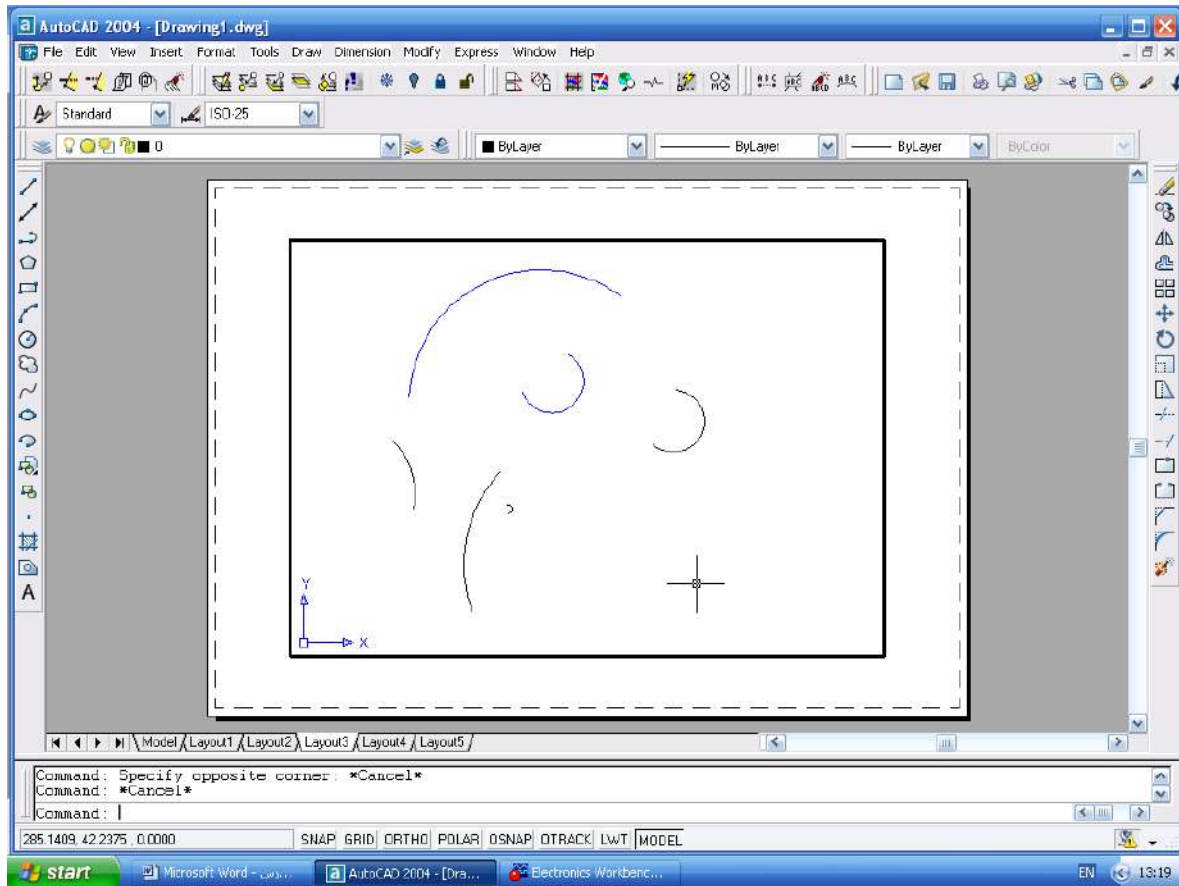 AutoCAD 2004 - [Drawing1.dwg]
File Edit View Insert Format Tools Draw Dimension Modify Express Window Help
Standard ISO-25
0 ByLayer ByLayer ByLayer ByColor
Y
X
A
Model Layout1 Layout2 Layout3 Layout4 Layout5
Command: Specify opposite corner: *Cancel*
Command: *Cancel*
Command:
285.1409, 42.2375 , 0.0000 SNAP GRID ORTHO POLAR OSNAP OTRACK LWT MODEL
start Microsoft Word - AutoCAD 2004 - [Dra... Electronics Workbenc... EN 13:19